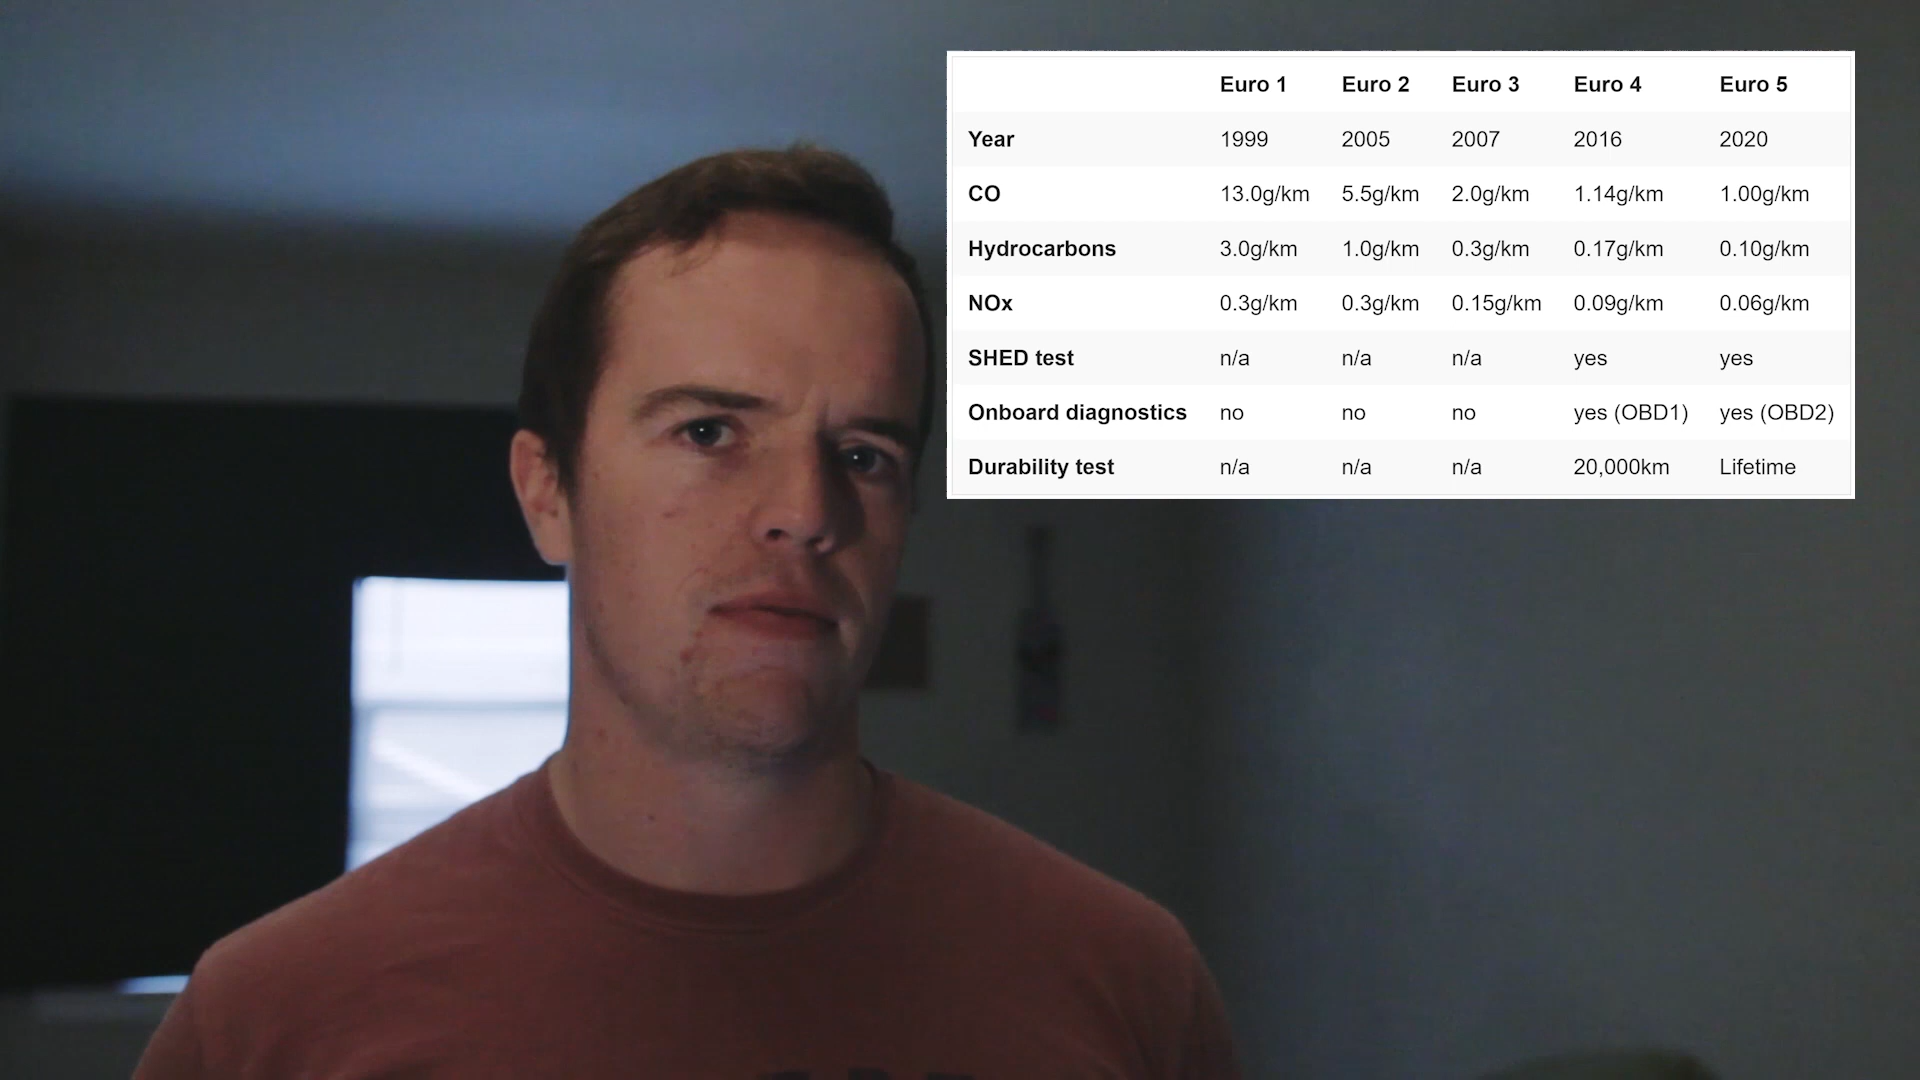 Euro 1 Euro 2 Euro 3 Euro 4 Euro 5
Year 1999 2005 2007 2016 2020
CO 13.0g/km 5.5g/km 2.0g/km 1.14g/km 1.00g/km
Hydrocarbons 3.0g/km 1.0g/km 0.3g/km 0.17g/km 0.10g/km
NOx 0.3g/km 0.3g/km 0.15g/km 0.09g/km 0.06g/km
SHED test n/a n/a n/a yes yes
Onboard diagnostics no no no yes (OBD1) yes (OBD2)
Durability test n/a n/a n/a 20,000km Lifetime